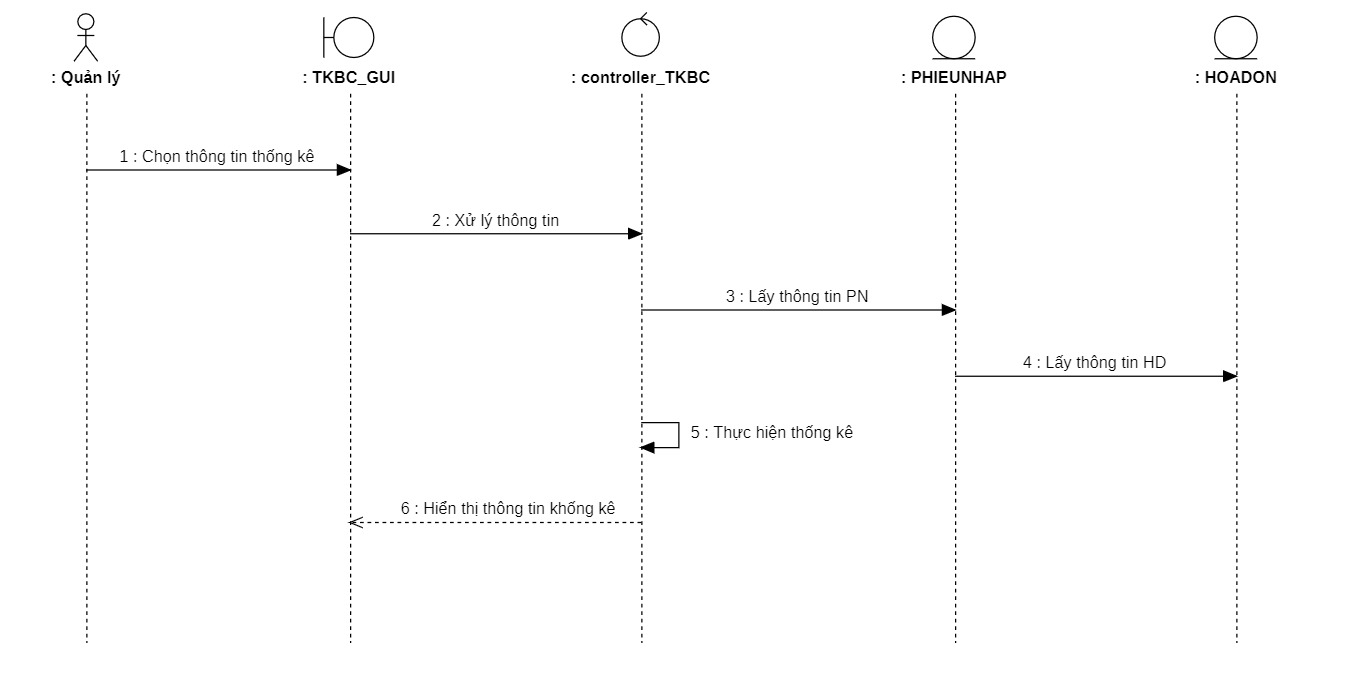 : Quản lý
: TKBC_GUI
: controller_TKBC
: PHIEUNHAP
: HOADON
1 : Chọn thông tin thống kê
2 : Xử lý thông tin
3 : Lấy thông tin PN
4 : Lấy thông tin HD
5 : Thực hiện thống kê
6 : Hiển thị thông tin khống kê